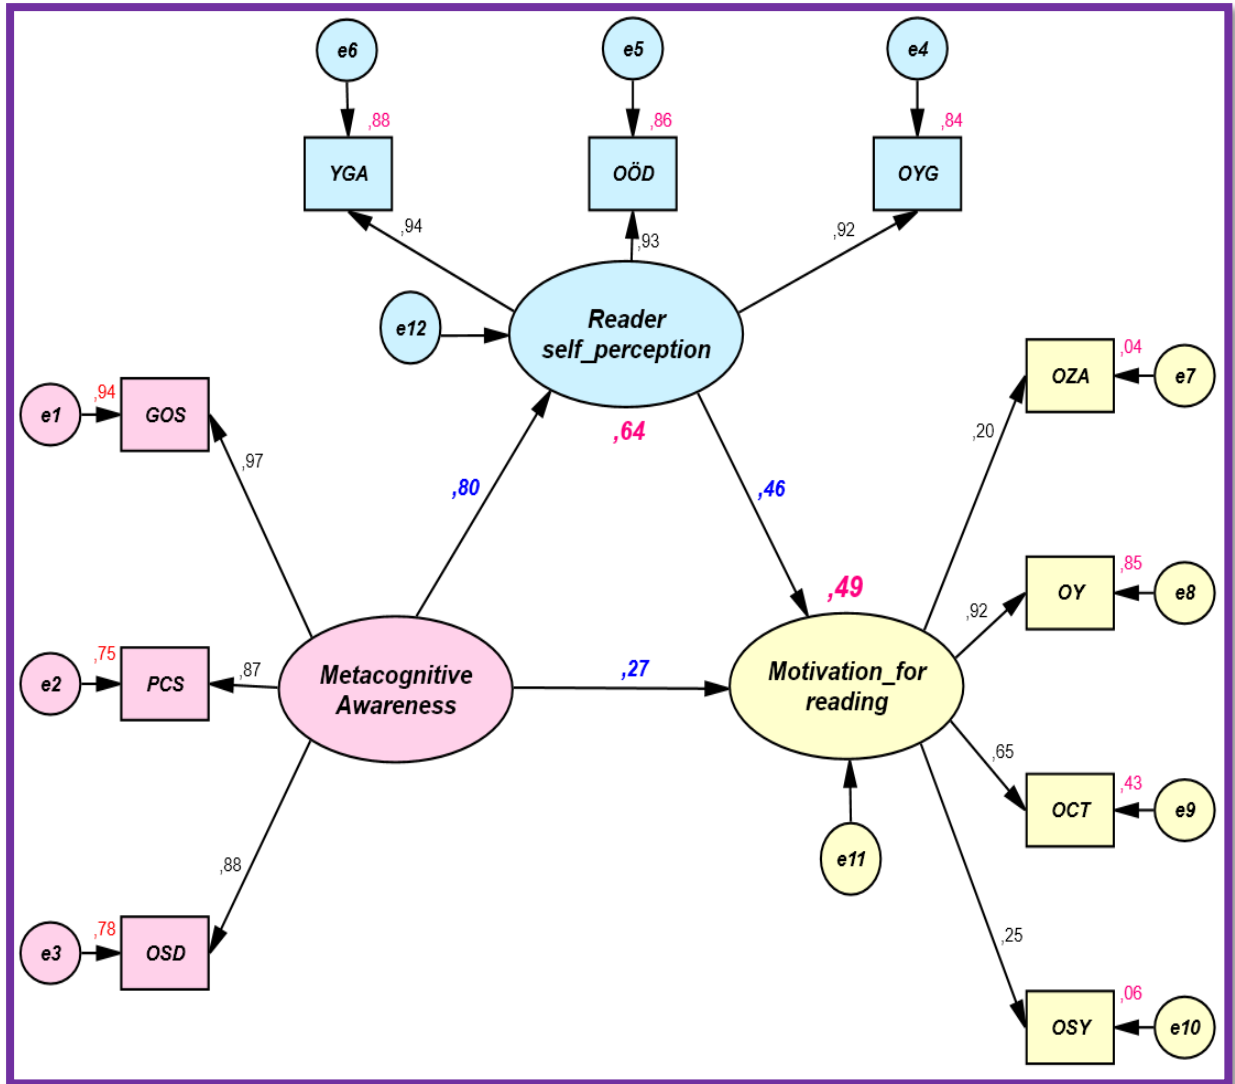 e6
e5
e4
,88
,86
,84
YGA
OÖD
OYG
,94
,93
,92
e12
Reader
self_perception
,64
e1
,94
GOS
,97
OZA
,04
e7
,20
,80
,46
,49
e2
,75
PCS
,87
Metacognitive
Awareness
,27
Motivation_for
reading
OY
,85
e8
,92
,65
OCT
,43
e9
e11
,88
e3
,78
OSD
,25
OSY
,06
e10